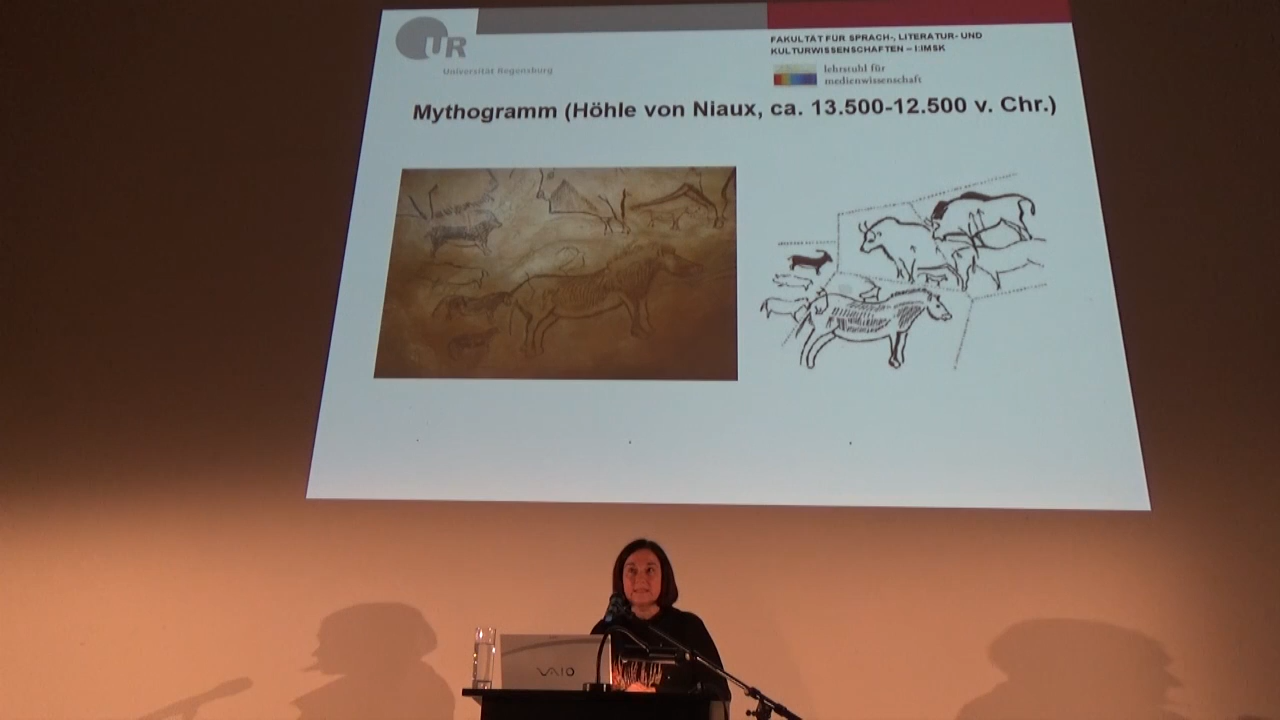 UR
Universität Regensburg
FAKULTÄT FÜR SPRACH-, LITERATUR- UND
KULTURWISSENSCHAFTEN – I:IMSK
lehrstuhl für
medienwissenschaft
Mythogramm (Höhle von Niaux, ca. 13.500-12.500 v. Chr.)
VAIO